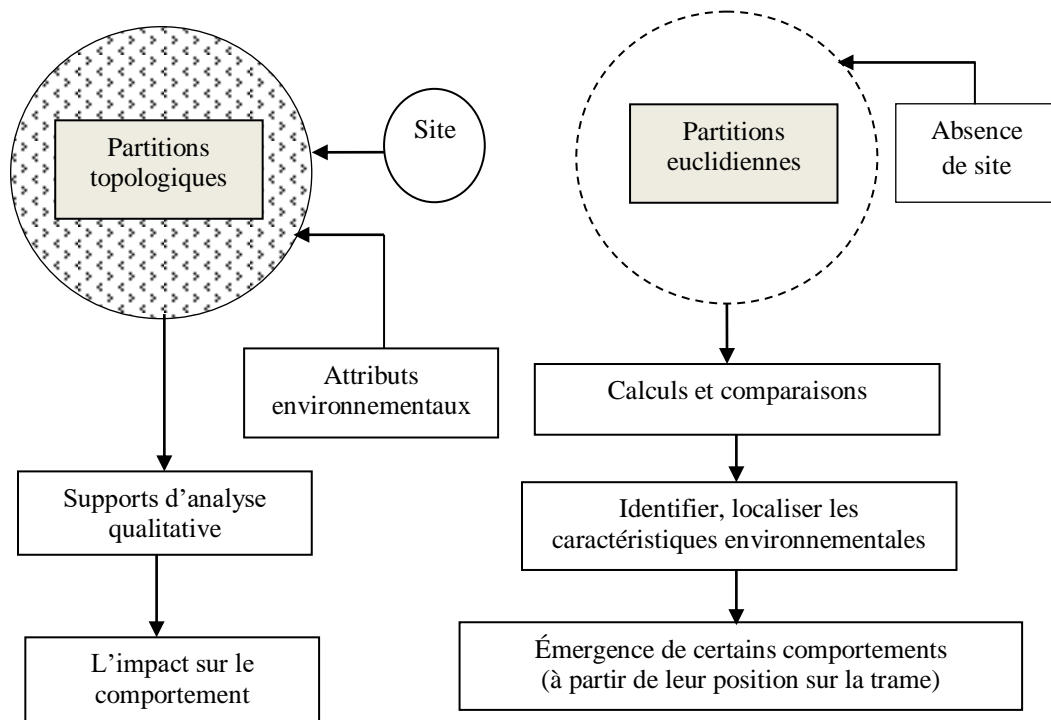 Partitions
topologiques
Site
Attributs
environnementaux
Supports d’analyse
qualitative
L’impact sur le
comportement
Partitions
euclidiennes
Absence
de site
Calculs et comparaisons
Identifier, localiser les
caractéristiques environnementales
Émergence de certains comportements
(à partir de leur position sur la trame)